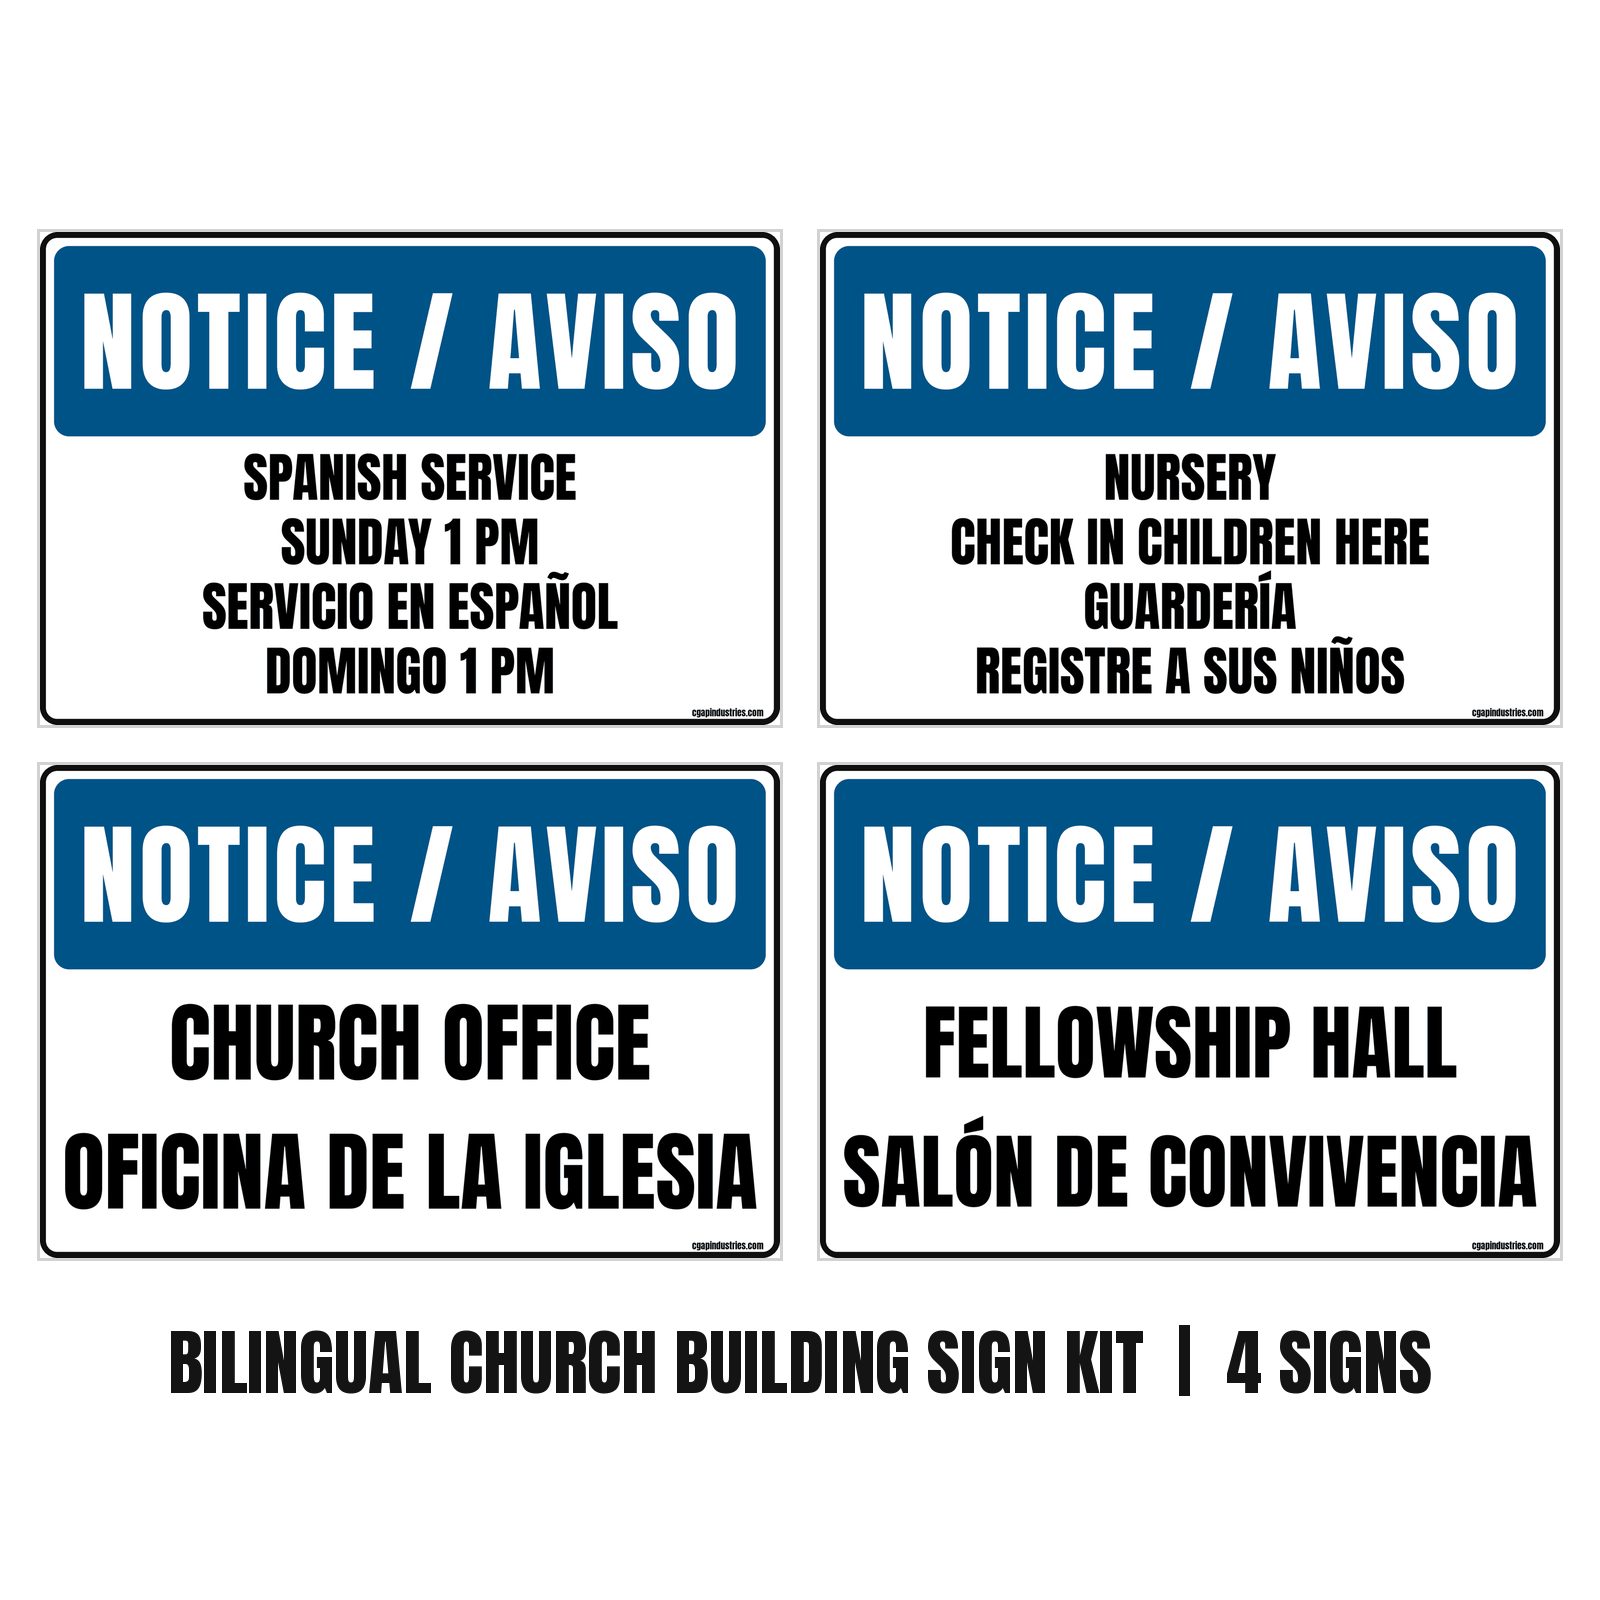 NOTICE / AVISO
SPANISH SERVICE
SUNDAY 1 PM
SERVICIO EN ESPAÑOL
DOMINGO 1 PM
cgapindustries.com
NOTICE / AVISO
NURSERY
CHECK IN CHILDREN HERE
GUARDERÍA
REGISTRE A SUS NIÑOS
cgapindustries.com
NOTICE / AVISO
CHURCH OFFICE
OFICINA DE LA IGLESIA
cgapindustries.com
NOTICE / AVISO
FELLOWSHIP HALL
SALÓN DE CONVIVENCIA
cgapindustries.com
BILINGUAL CHURCH BUILDING SIGN KIT | 4 SIGNS